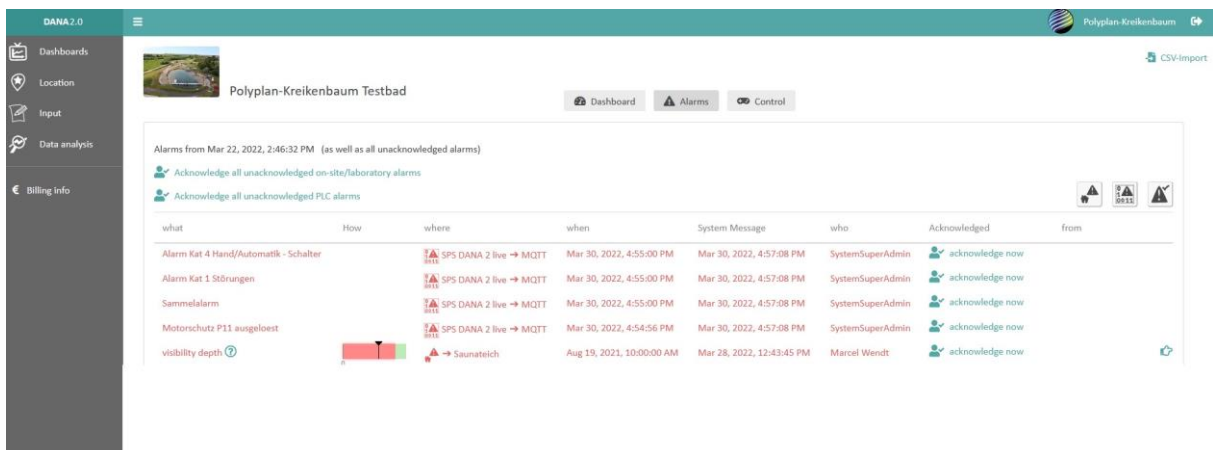 DANA 2.0
Polyplan-Kreikenbaum
Dashboards
Location
Input
Data analysis
€ Billing info
CSV-Import
Polyplan-Kreikenbaum Testbad
Dashboard Alarms Control
Alarms from Mar 22, 2022, 2:46:32 PM (as well as all unacknowledged alarms)
Acknowledge all unacknowledged on-site/laboratory alarms
Acknowledge all unacknowledged PLC alarms
what How where when System Message who Acknowledged from
Alarm Kat 4 Hand/Automatik - Schalter SPS DANA 2 live → MQTT Mar 30, 2022, 4:55:00 PM Mar 30, 2022, 4:57:08 PM SystemSuperAdmin acknowledge now
Alarm Kat 1 Störungen SPS DANA 2 live → MQTT Mar 30, 2022, 4:55:00 PM Mar 30, 2022, 4:57:08 PM SystemSuperAdmin acknowledge now
Sammelalarm SPS DANA 2 live → MQTT Mar 30, 2022, 4:55:00 PM Mar 30, 2022, 4:57:08 PM SystemSuperAdmin acknowledge now
Motorschutz P11 ausgeloest SPS DANA 2 live → MQTT Mar 30, 2022, 4:54:56 PM Mar 30, 2022, 4:57:08 PM SystemSuperAdmin acknowledge now
visibility depth ? → Saunateich Aug 19, 2021, 10:00:00 AM Mar 28, 2022, 12:43:45 PM Marcel Wendt acknowledge now